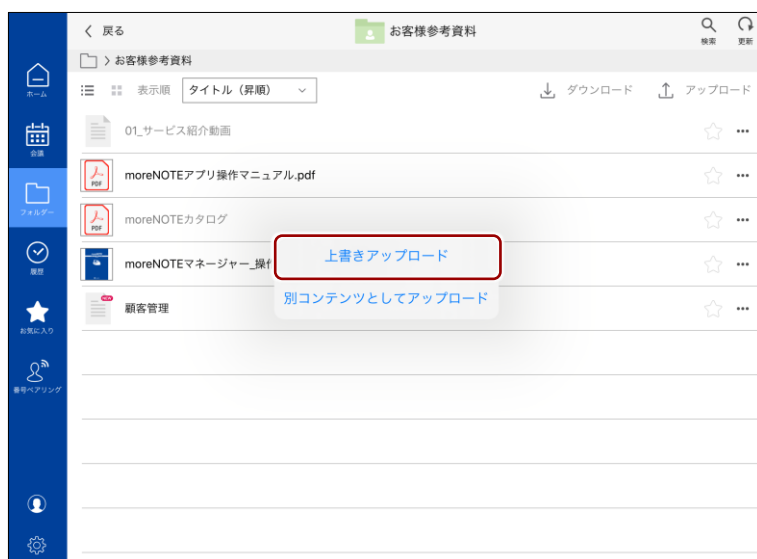 戻る
お客様参考資料
検索
更新
お客様参考資料
表示順
タイトル（昇順）
ダウンロード
アップロード
ホーム
会議
フォルダー
履歴
お気に入り
番号ペアリング
01_サービス紹介動画
PDF
moreNOTEアプリ操作マニュアル.pdf
PDF
moreNOTEカタログ
moreNOTEマネージャー_操作
NEW
顧客管理
上書きアップロード
別コンテンツとしてアップロード